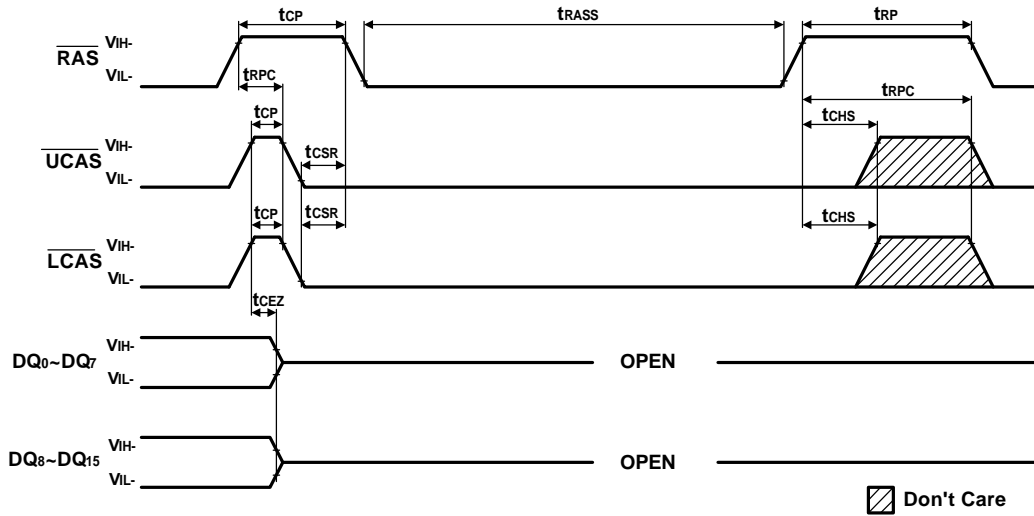 tCP tRASS tRP
RAS VIH-
VIL-
tRPC tRPC
tCP tCHS
UCAS VIH-
tCSR
VIL-
tCP tCSR tCHS
LCAS VIH-
VIL-
tCEZ
VIH-
DQ0~DQ7 OPEN
VIL-
VIH-
DQ8~DQ15 OPEN
VIL-
Don't Care